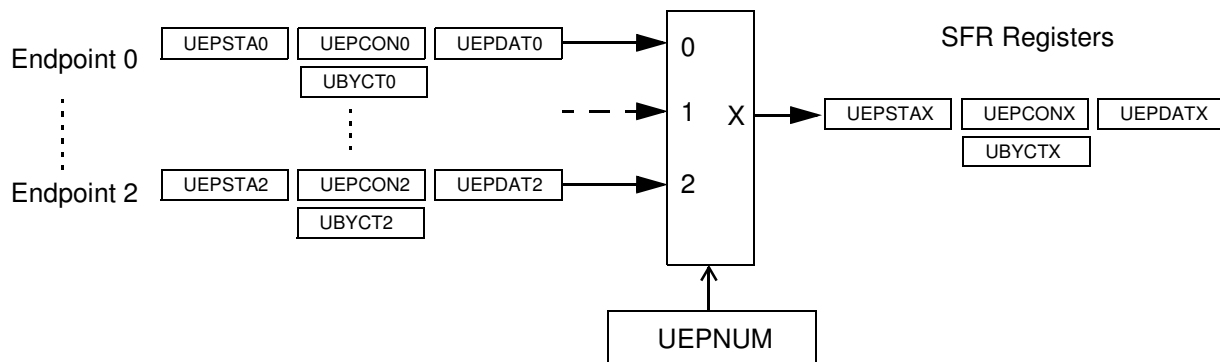 Endpoint 0 UEPSTA0 UEPCON0 UEPDAT0 0 SFR Registers
UBYCT0
1 X UEPSTAX UEPCONX UEPDATX
UBYCTX
Endpoint 2 UEPSTA2 UEPCON2 UEPDAT2 2
UBYCT2
UEPNUM